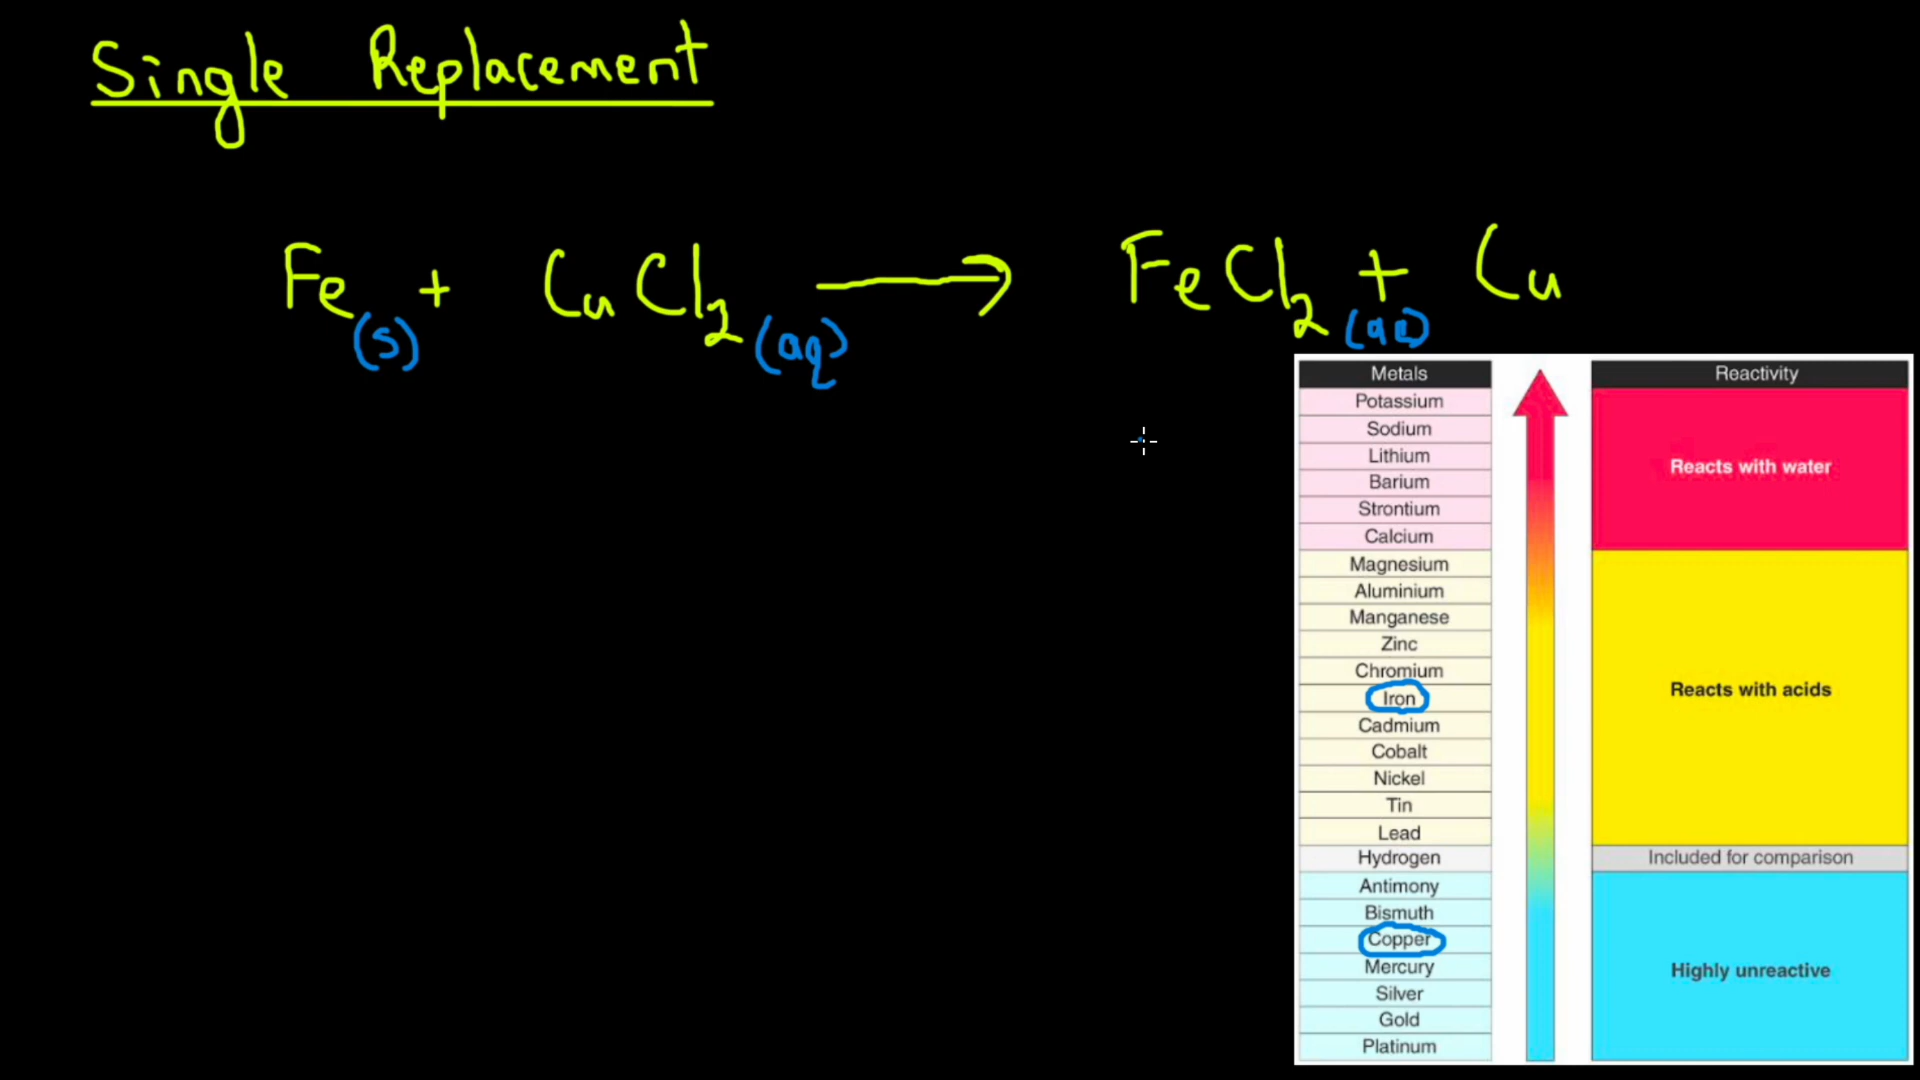 Single Replacement
Fe(s) + CuCl2(aq) → FeCl2(aq) + Cu
Metals Reactivity
Potassium
Sodium
Lithium
Reacts with water
Barium
Strontium
Calcium
Magnesium
Aluminium
Manganese
Zinc
Chromium
Reacts with acids
Iron
Cadmium
Cobalt
Nickel
Tin
Lead
Hydrogen Included for comparison
Antimony
Bismuth
Copper
Mercury
Highly unreactive
Silver
Gold
Platinum